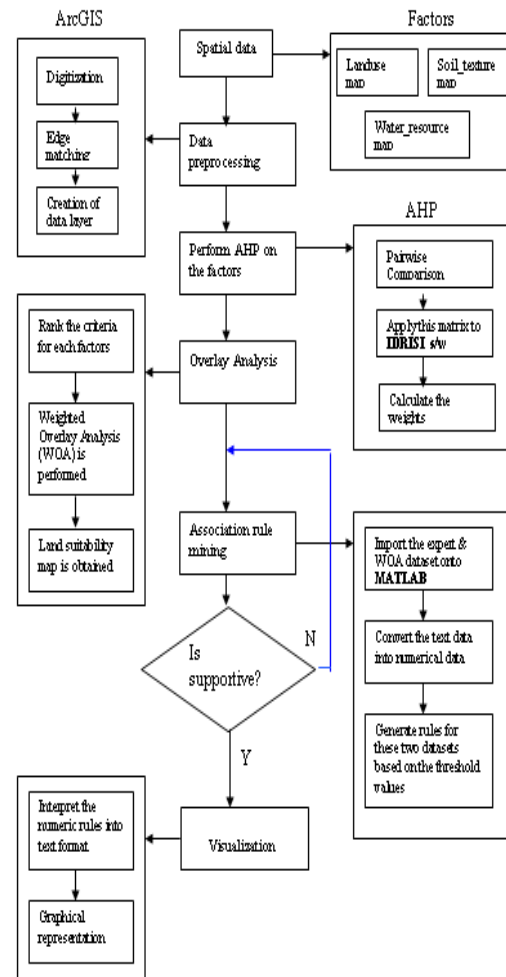 ArcGIS
Factors
Spatial data
Landuse
map
Soil_texture
map
Water_resource
map
Digitization
Edge
matching
Creation of
data layer
Data
preprocessing
AHP
Perform AHP on
the factors
Pairwise
Comparison
Apply this matrix to
IDRISI s/w
Calculate the
weights
Rank the criteria
for each factors
Weighted
Overlay Analysis
(WOA) is
performed
Land suitability
map is obtained
Overlay Analysis
Association rule
mining
Import the expert &
WOA dataset onto
MATLAB
Convert the text data
into numerical data
Generate rules for
these two datasets
based on the threshold
values
Is
supportive?
N
Y
Visualization
Interpret the
numeric rules into
text format
Graphical
representation